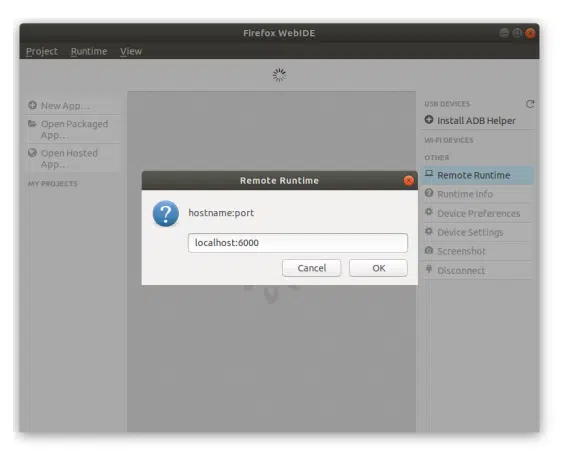 Firefox WebIDE
Project Runtime View
New App...
Open Packaged
App...
Open Hosted
App...
MY PROJECTS
USB DEVICES
Install ADB Helper
WI-FI DEVICES
OTHER
Remote Runtime
Runtime Info
Device Preferences
Device Settings
Screenshot
Disconnect
Remote Runtime
hostname:port
localhost:6000
Cancel OK